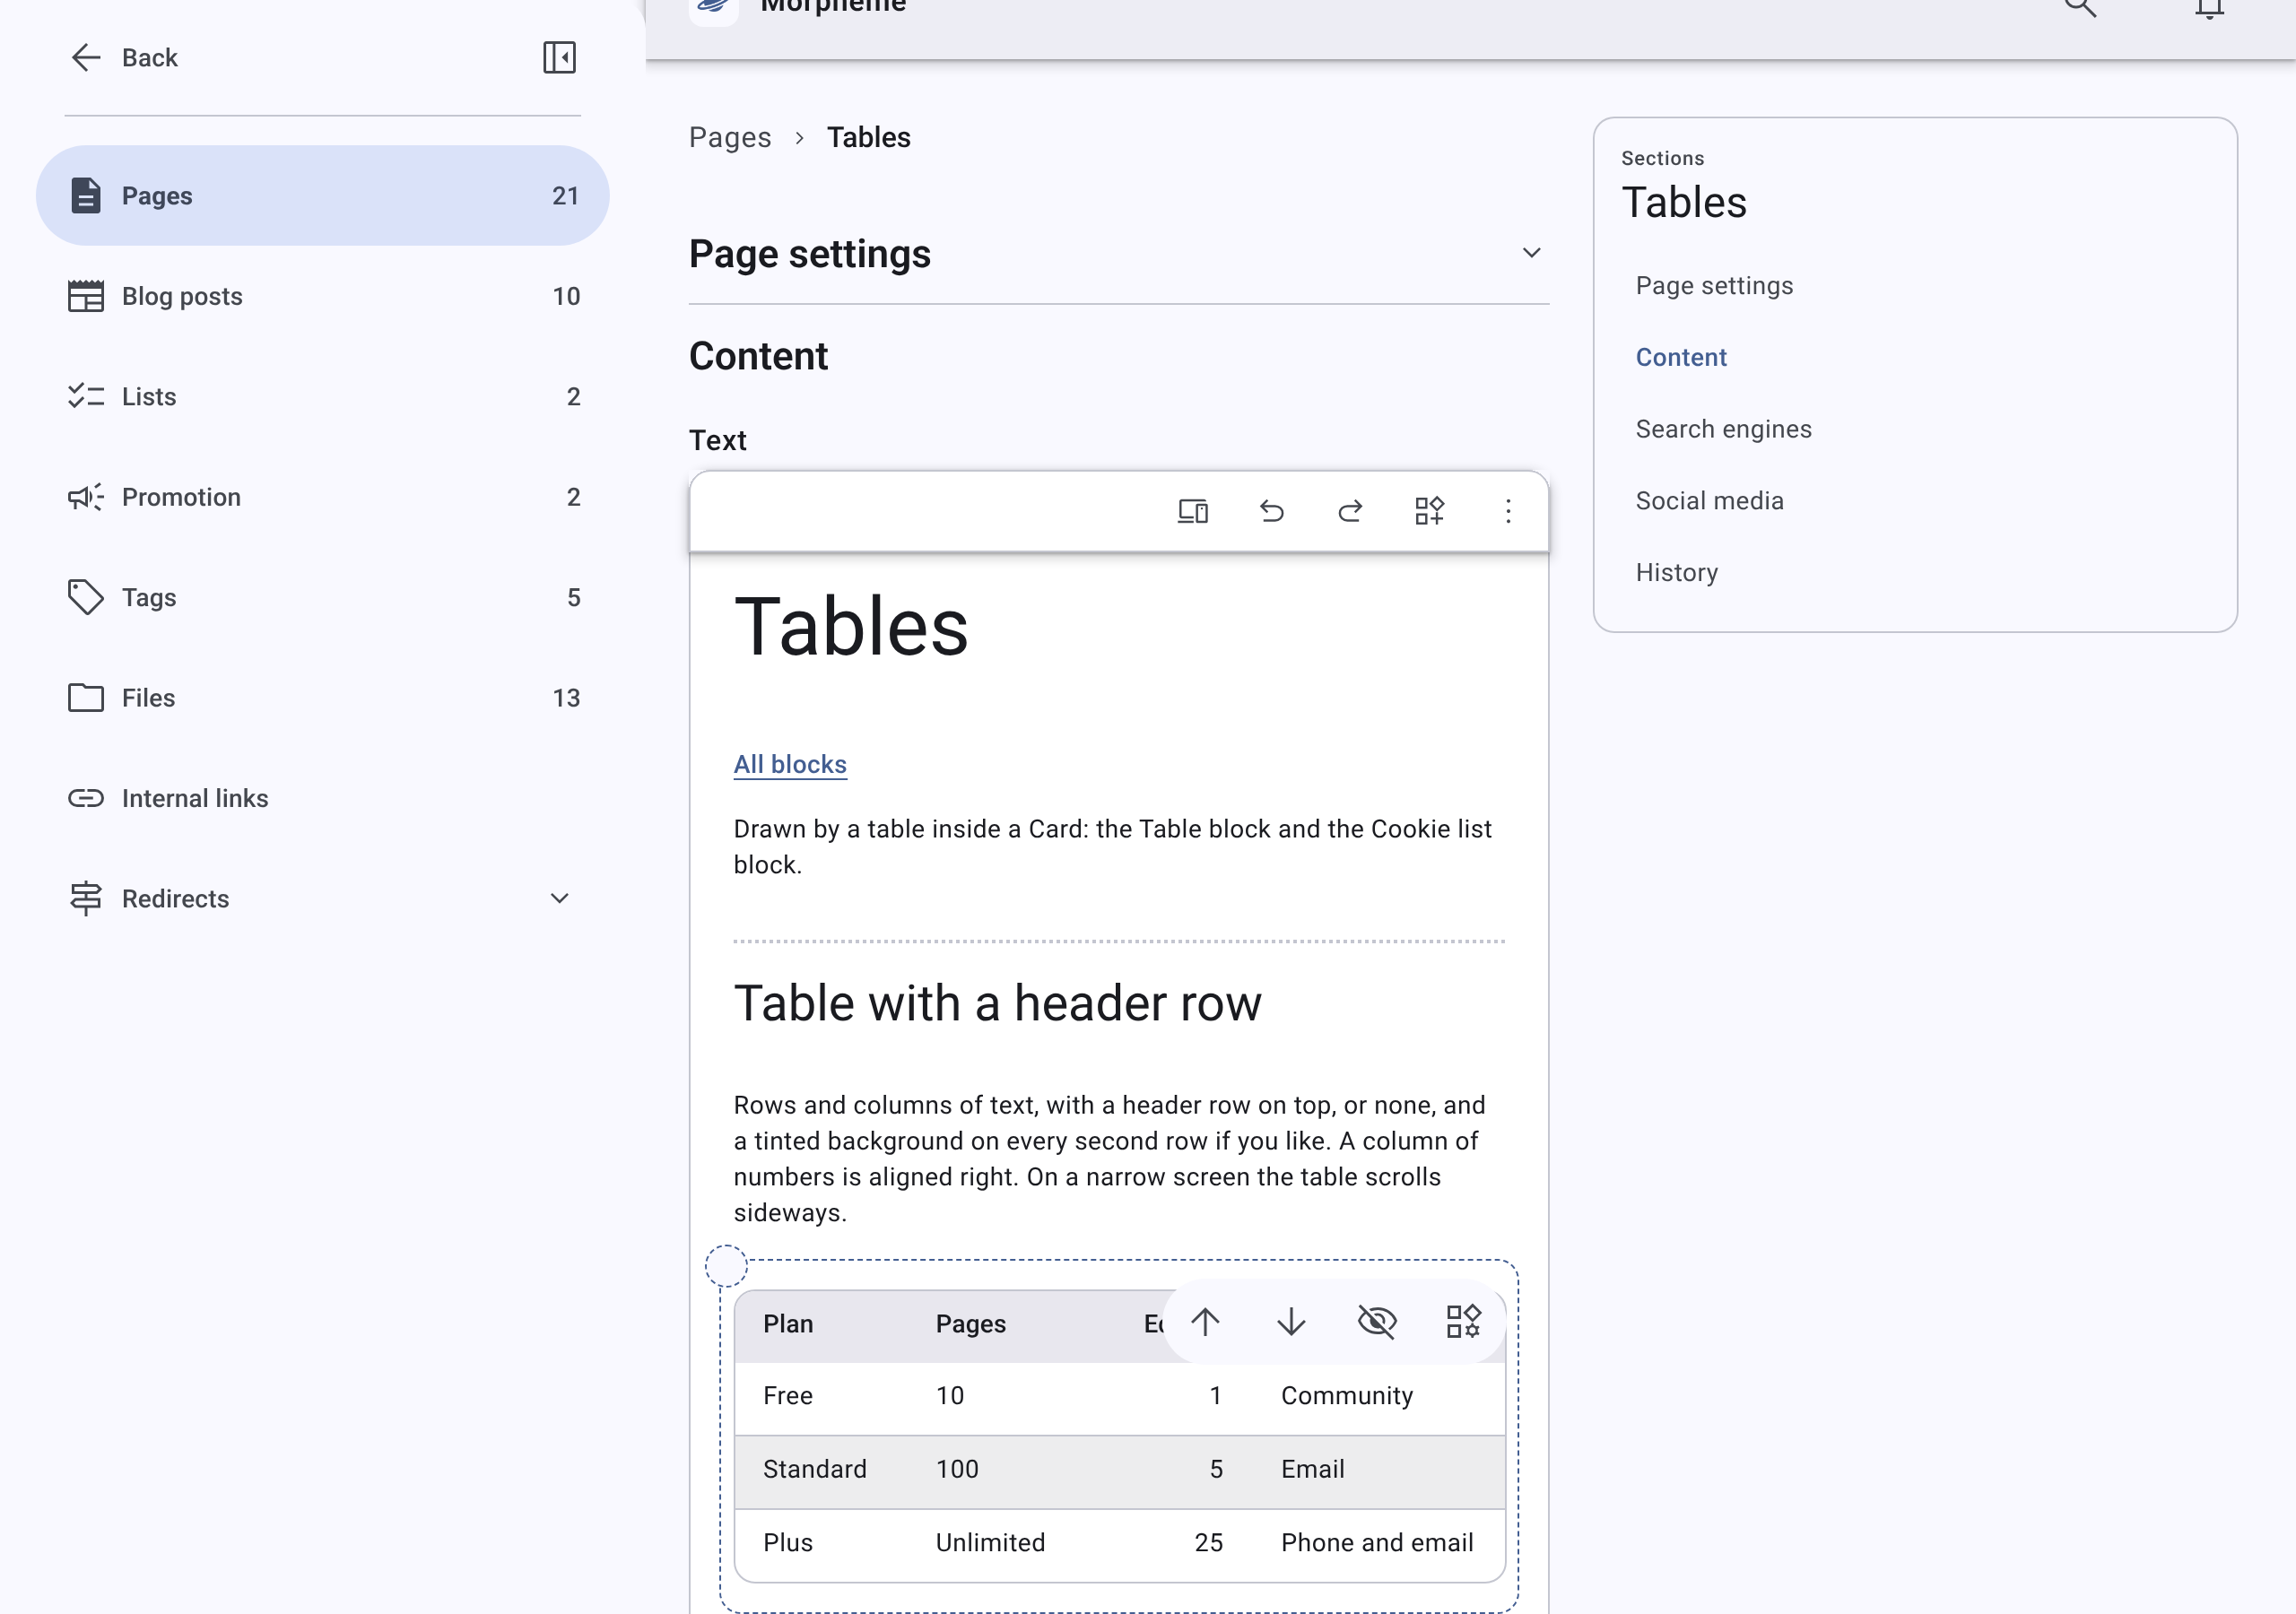 Back
Pages 21
Blog posts 10
Lists 2
Promotion 2
Tags 5
Files 13
Internal links
Redirects
Morpheme
Pages › Tables
Page settings
Content
Text
Tables
All blocks
Drawn by a table inside a Card: the Table block and the Cookie list
block.
Table with a header row
Rows and columns of text, with a header row on top, or none, and
a tinted background on every second row if you like. A column of
numbers is aligned right. On a narrow screen the table scrolls
sideways.
Plan Pages
Free 10 1 Community
Standard 100 5 Email
Plus Unlimited 25 Phone and email
Sections
Tables
Page settings
Content
Search engines
Social media
History